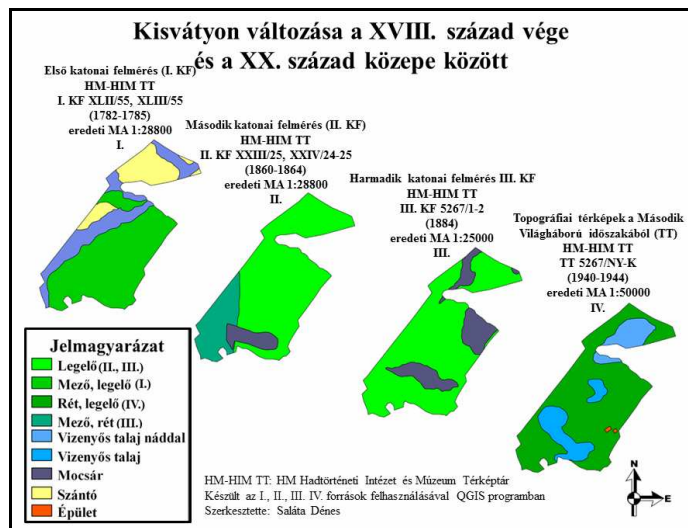 Kisvátyon változása a XVIII. század vége
és a XX. század közepe között
Első katonai felmérés (I. KF)
HM-HIM TT
I. KF XLII/55, XLIII/55
(1782-1785)
eredeti MA 1:28800
I.
Második katonai felmérés (II. KF)
HM-HIM TT
II. KF XXIII/25, XXIV/24-25
(1860-1864)
eredeti MA 1:28800
II.
Harmadik katonai felmérés III. KF
HM-HIM TT
III. KF 5267/1-2
(1884)
eredeti MA 1:25000
III.
Topográfiai térképek a Második
Világháború időszakából (TT)
HM-HIM TT
TT 5267/NY-K
(1940-1944)
eredeti MA 1:50000
IV.
Jelmagyarázat
Legelő (II., III.)
Mező, legelő (I.)
Rét, legelő (IV.)
Mező, rét (III.)
Vizenyős talaj náddal
Vizenyős talaj
Mocsár
Szántó
Épület
HM-HIM TT: HM Hadtörténeti Intézet és Múzeum Térképtár
Készült az I., II., III. IV. források felhasználásával QGIS programban
Szerkesztette: Saláta Dénes
N
E